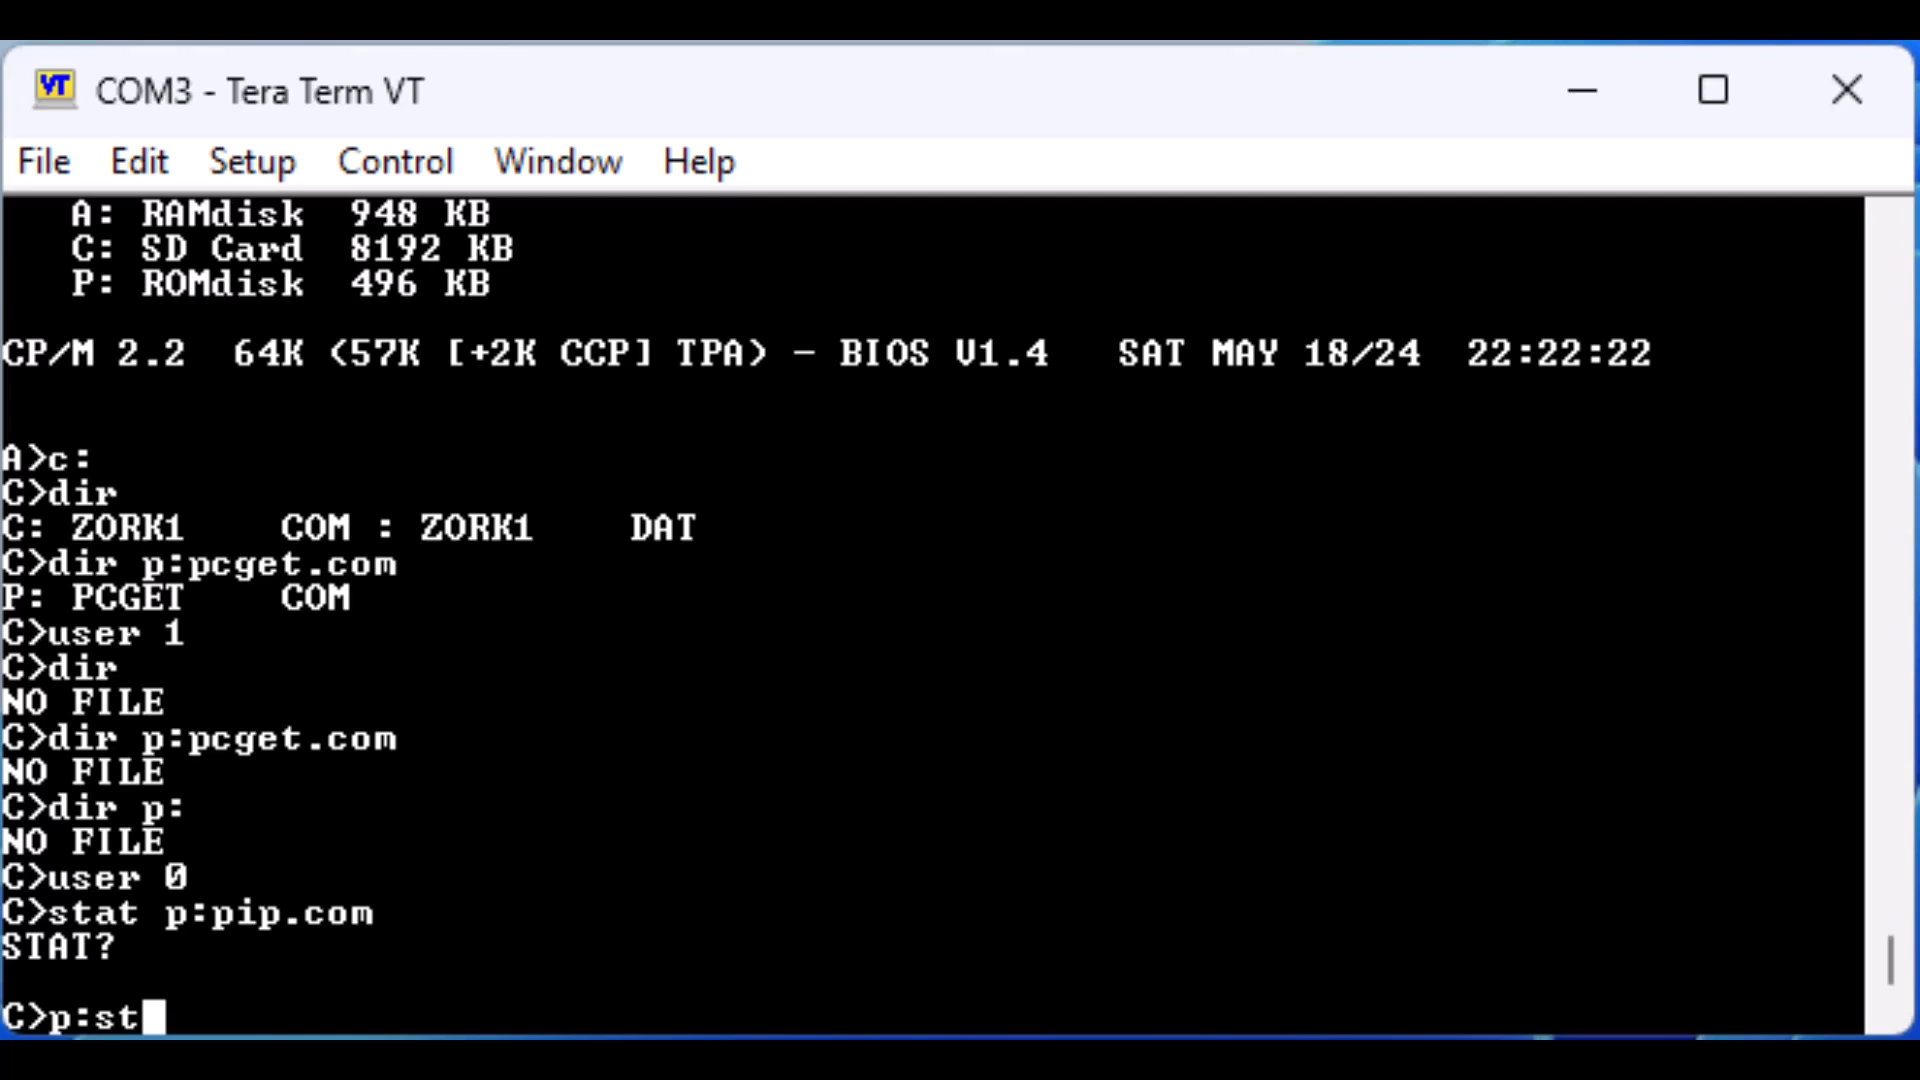 VT COM3 - Tera Term VT
File Edit Setup Control Window Help
A: RAMdisk 948 KB
C: SD Card 8192 KB
P: ROMdisk 496 KB
CP/M 2.2 64K (57K [+2K CCP] TPA) - BIOS V1.4 SAT MAY 18/24 22:22:22
A>c:
C>dir
C: ZORK1 COM : ZORK1 DAT
C>dir p:pcget.com
P: PCGET COM
C>user 1
C>dir
NO FILE
C>dir p:pcget.com
NO FILE
C>dir p:
NO FILE
C>user 0
C>stat p:pip.com
STAT?
C>p:st